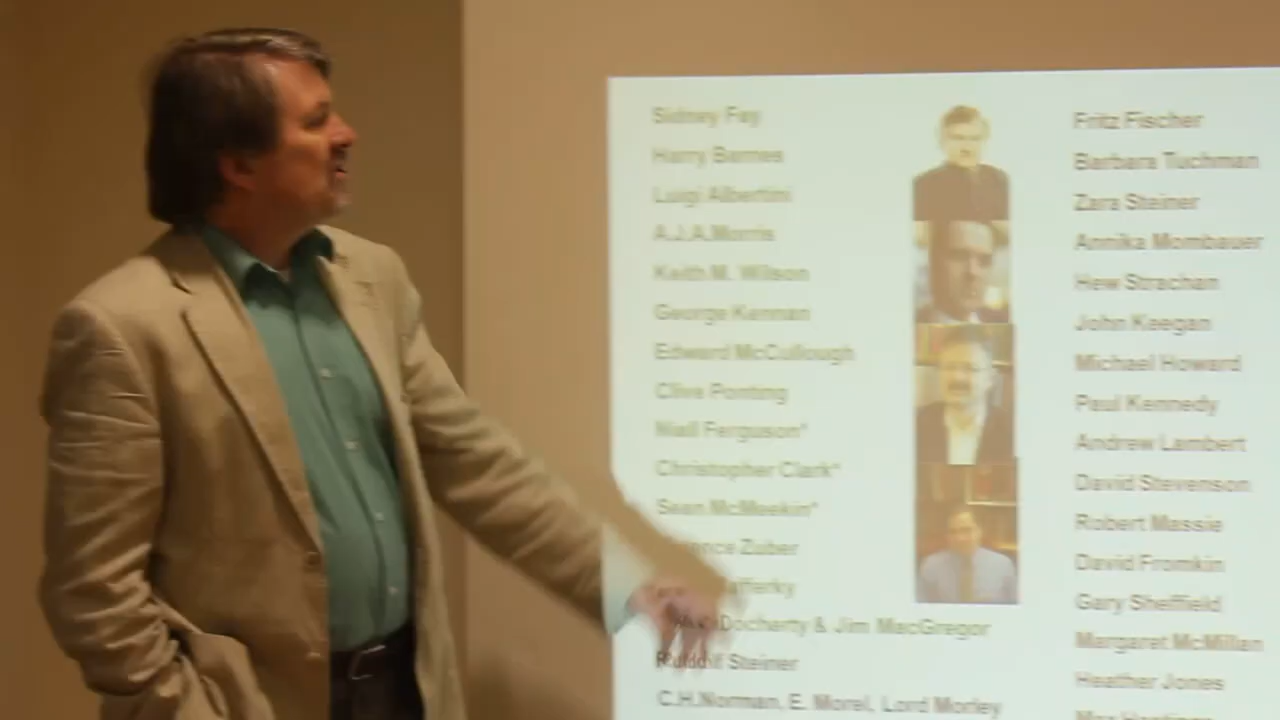 Sidney Fay
Harry Barnes
Luigi Albertini
A.J.A.Morris
Keith M. Wilson
George Kennan
Edward McCullough
Clive Ponting
Niall Ferguson*
Christopher Clark*
Sean McMeekin*
Zuber
Docherty & Jim MacGregor
Steiner
C.H.Norman, E. Morel, Lord Morley
Fritz Fischer
Barbara Tuchman
Zara Steiner
Annika Mombauer
Hew Strachan
John Keegan
Michael Howard
Paul Kennedy
Andrew Lambert
David Stevenson
Robert Massie
David Fromkin
Gary Sheffield
Margaret McMillan
Heather Jones